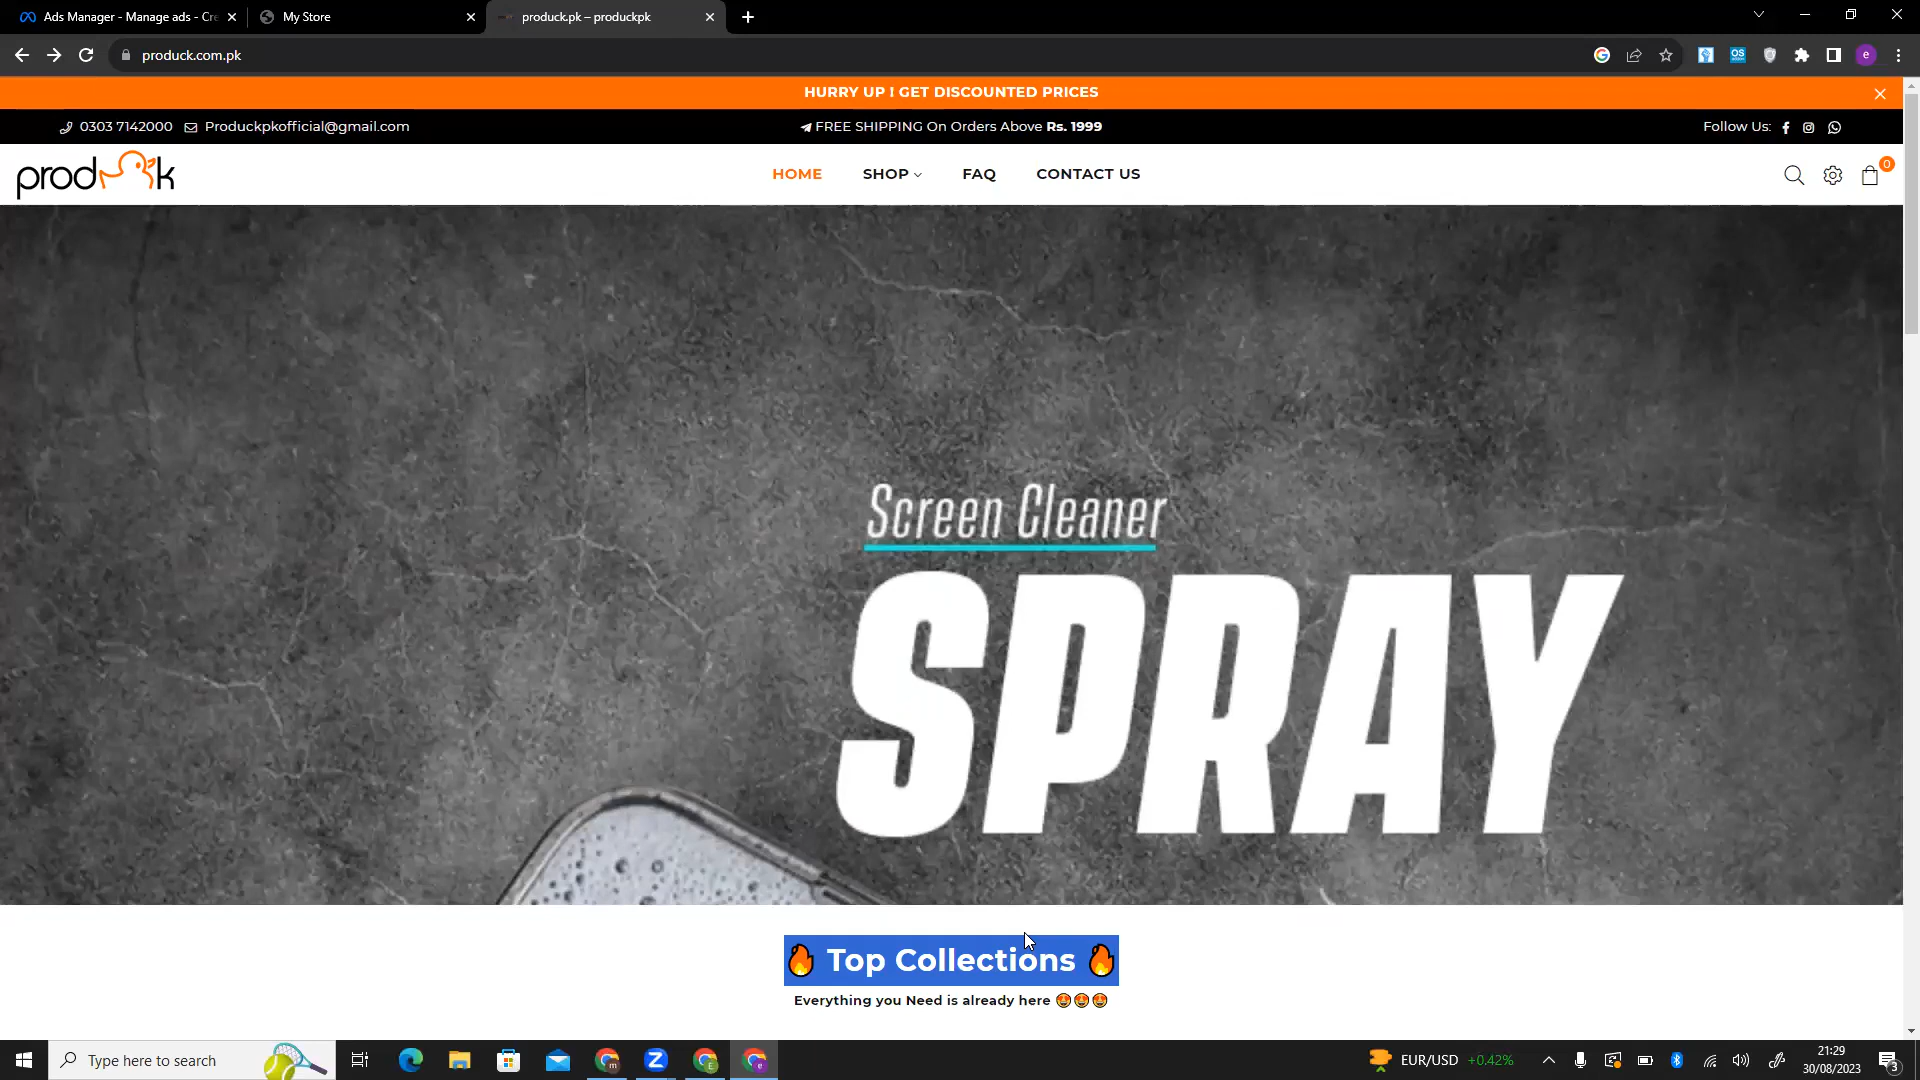 Ads Manager - Manage ads - Cre
My Store
produck.pk – produckpk
produck.com.pk
HURRY UP ! GET DISCOUNTED PRICES
0303 7142000 Produckpkofficial@gmail.com
FREE SHIPPING On Orders Above Rs. 1999
Follow Us:
prod k
HOME SHOP FAQ CONTACT US
0
Screen Cleaner
SPRAY
🔥 Top Collections 🔥
Everything you Need is already here 🤩🤩🤩
Type here to search
EUR/USD +0.42%
21:29
30/08/2023
3